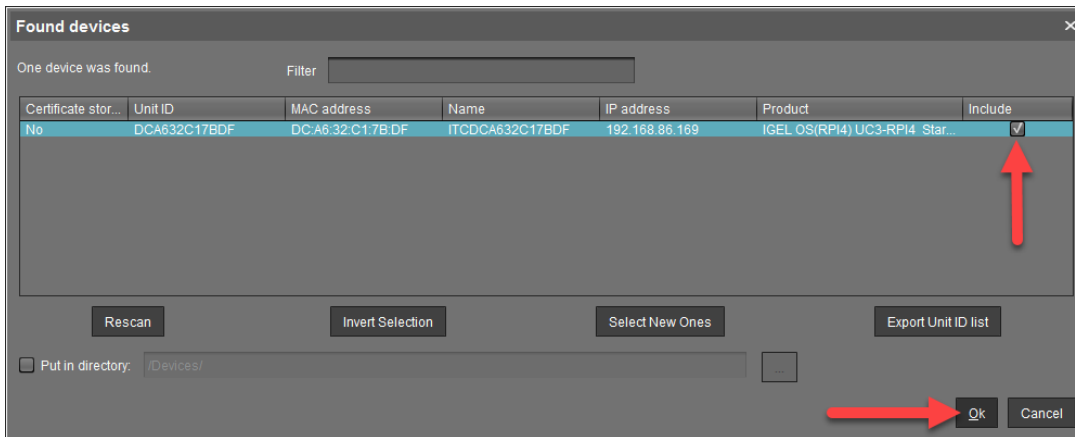 Found devices
One device was found. Filter
Certificate stor... Unit ID MAC address Name IP address Product Include
No DCA632C17BDF DC:A6:32:C1:7B:DF ITCDCA632C17BDF 192.168.86.169 IGEL OS(RPI4) UC3-RPI4 Star...
Rescan Invert Selection Select New Ones Export Unit ID list
Put in directory: /Devices/ ...
Ok Cancel